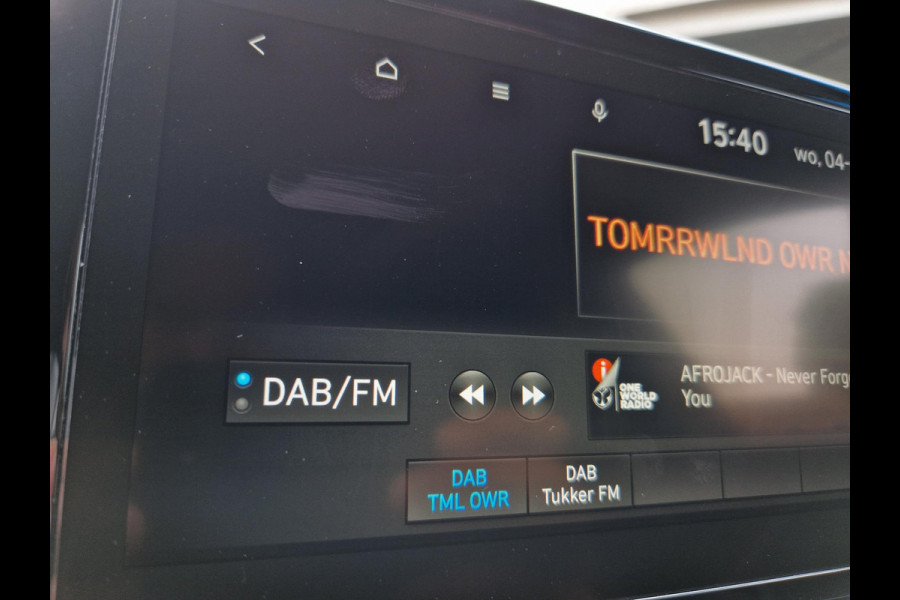 15:40
wo, 04-
TOMRRWLND OWR
DAB/FM
i
ONE
WORLD
RADIO
AFROJACK - Never Forg
You
DAB
TML OWR
DAB
Tukker FM